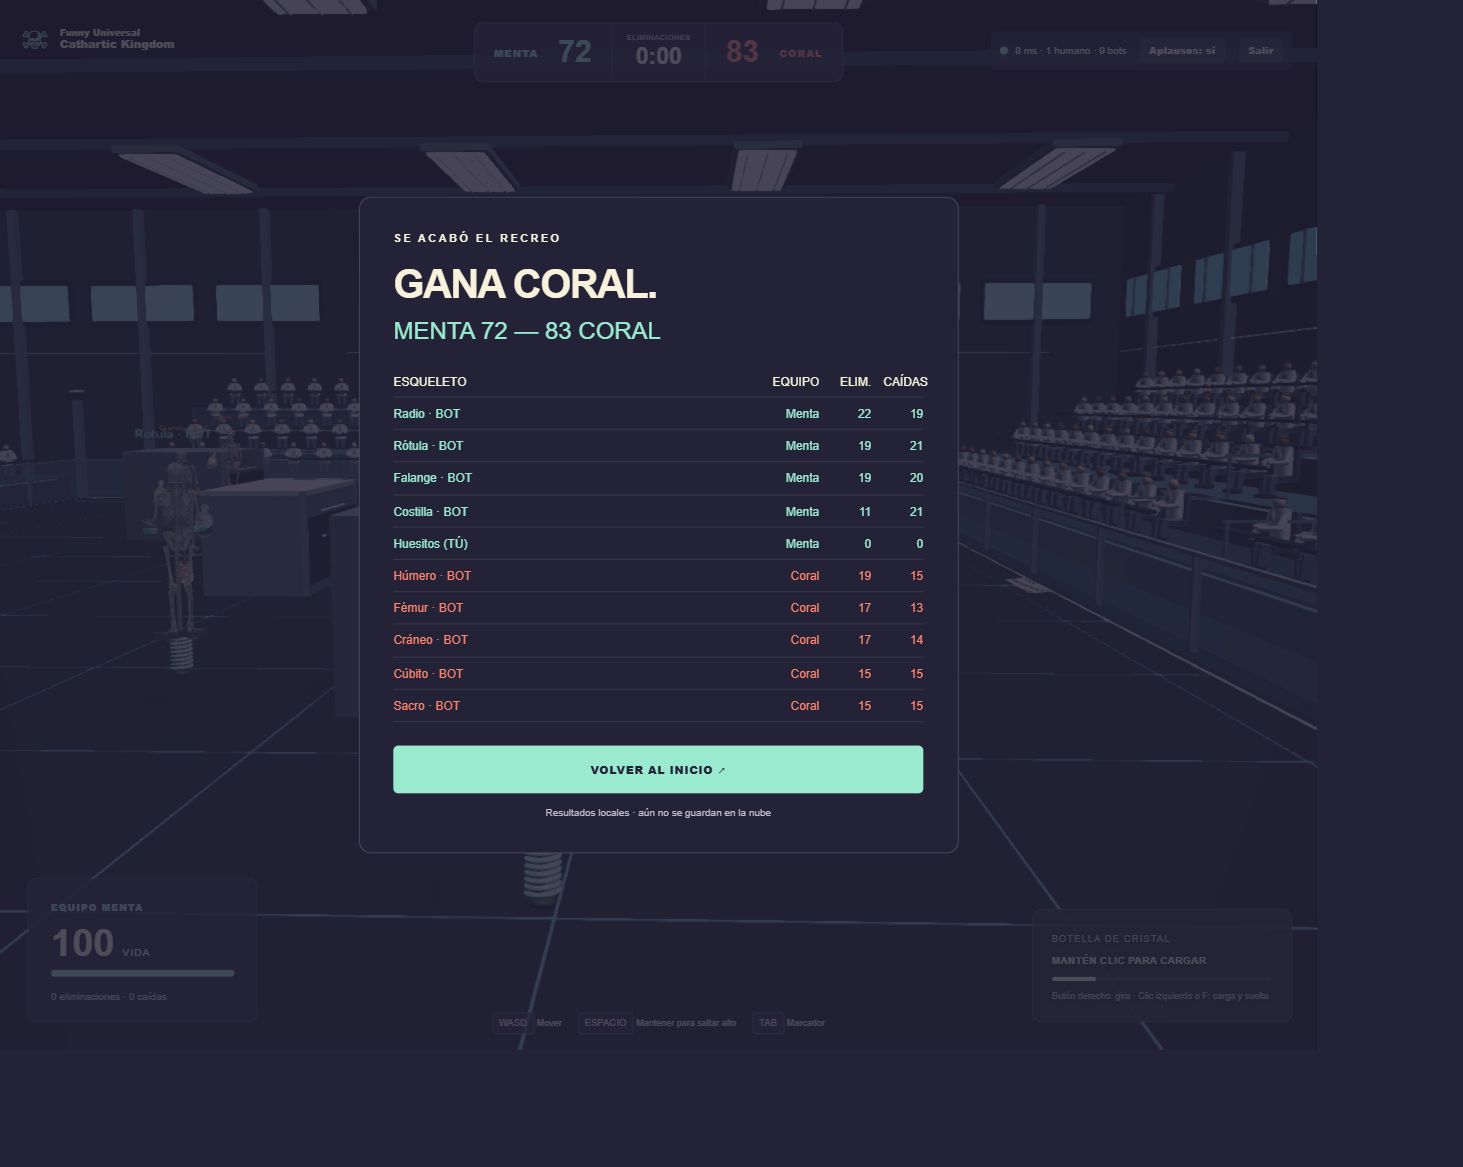 Funny Universal
Cathartic Kingdom
MENTA 72
ELIMINACIONES
0:00
83 CORAL
8 ms · 1 humano · 9 bots
Aplausos: sí
Salir
SE ACABÓ EL RECREO
GANA CORAL.
MENTA 72 — 83 CORAL
ESQUELETO EQUIPO ELIM. CAÍDAS
Radio · BOT Menta 22 19
Rótula · BOT Menta 19 21
Falange · BOT Menta 19 20
Costilla · BOT Menta 11 21
Huesitos (TÚ) Menta 0 0
Húmero · BOT Coral 19 15
Fémur · BOT Coral 17 13
Cráneo · BOT Coral 17 14
Cúbito · BOT Coral 15 15
Sacro · BOT Coral 15 15
VOLVER AL INICIO ↗
Resultados locales · aún no se guardan en la nube
Rótula · BOT
EQUIPO MENTA
100 VIDA
0 eliminaciones · 0 caídas
WASD Mover ESPACIO Mantener para saltar alto TAB Marcador
BOTELLA DE CRISTAL
MANTÉN CLIC PARA CARGAR
Botón derecho: gira · Clic izquierdo o F: carga y suelta